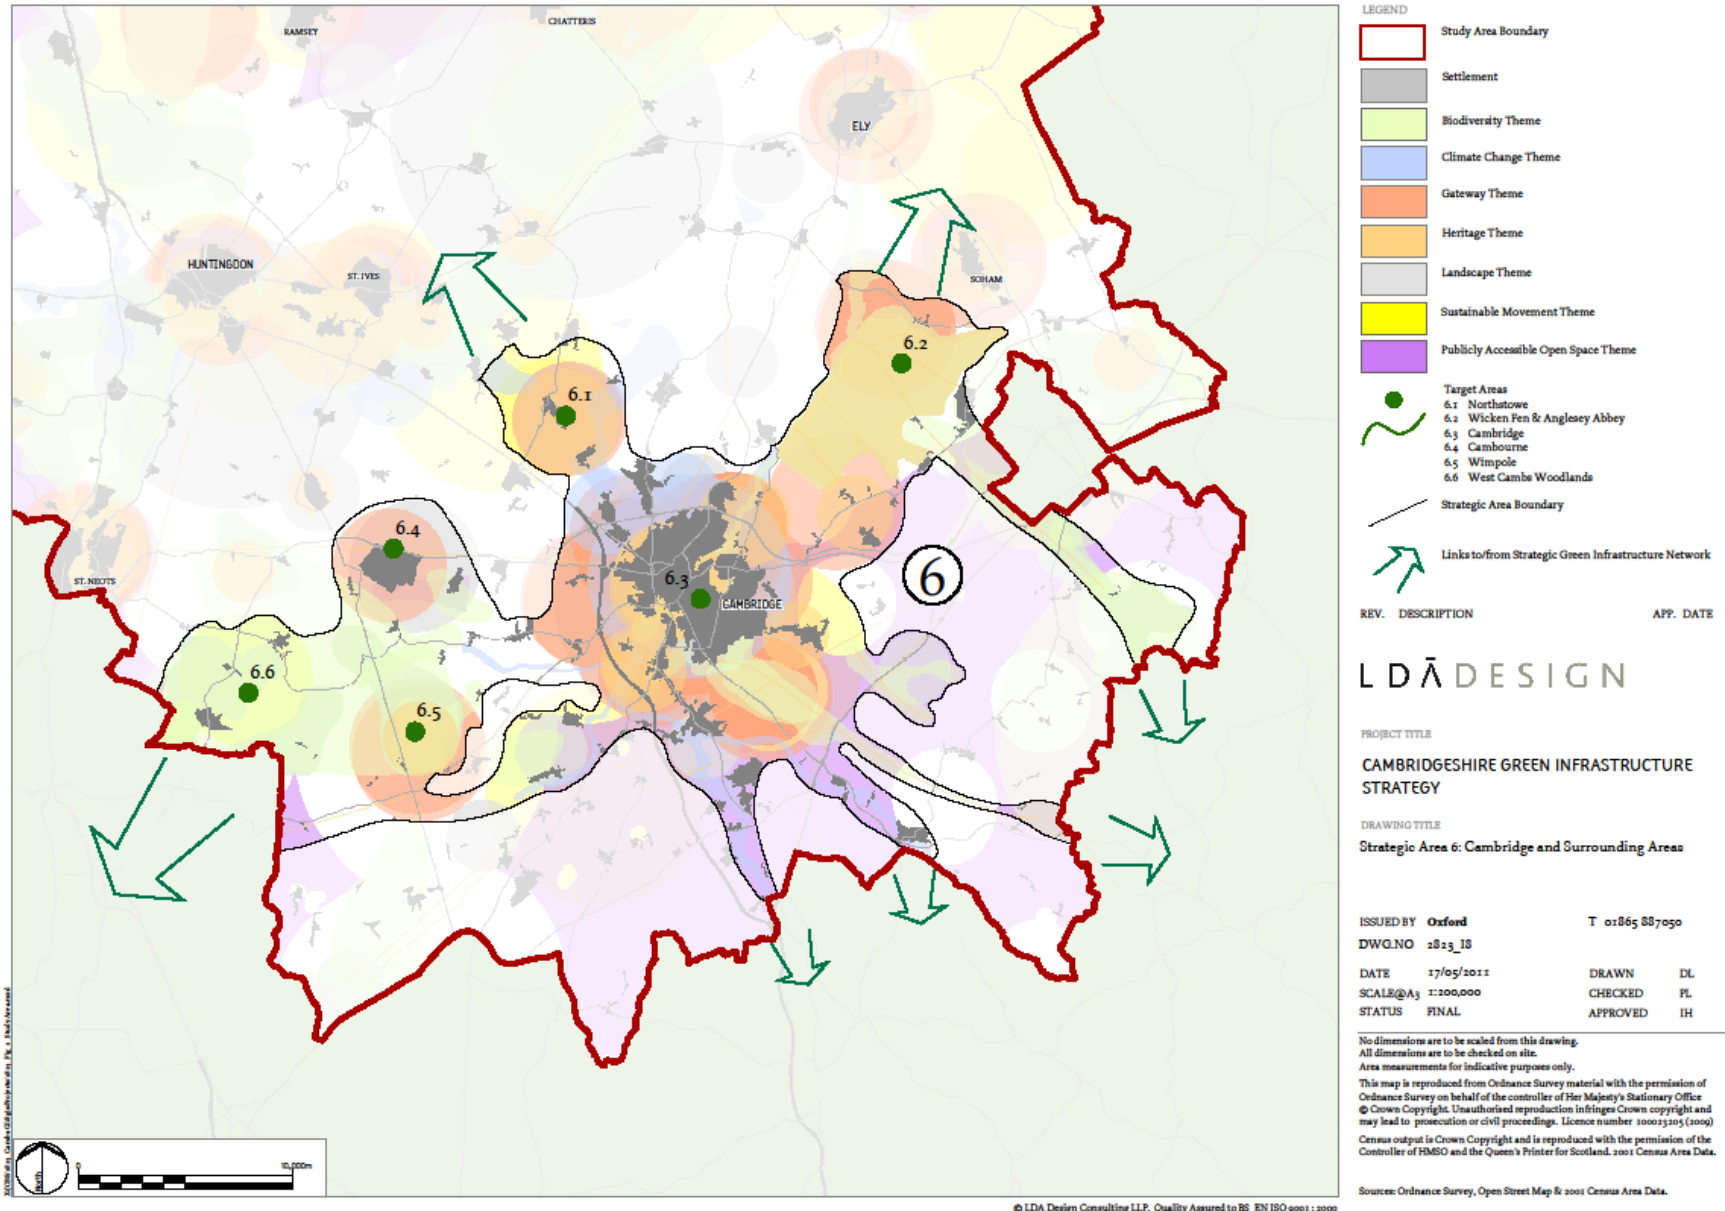 RAMSEY
CHATTERIS
ELY
HUNTINGDON
ST. IVES
SOHAM
6.2
6.1
6.4
6
6.3
CAMBRIDGE
ST. NEOTS
6.6
6.5
North
0
10,000m
© LDA Design Consulting LLP. Quality Assured to BS EN ISO 9001 : 2000
LEGEND
Study Area Boundary
Settlement
Biodiversity Theme
Climate Change Theme
Gateway Theme
Heritage Theme
Landscape Theme
Sustainable Movement Theme
Publicly Accessible Open Space Theme
Target Areas
6.1 Northstowe
6.2 Wicken Fen & Anglesey Abbey
6.3 Cambridge
6.4 Cambourne
6.5 Wimpole
6.6 West Cambs Woodlands
Strategic Area Boundary
Links to/from Strategic Green Infrastructure Network
REV. DESCRIPTION APP. DATE
LDĀDESIGN
PROJECT TITLE
CAMBRIDGESHIRE GREEN INFRASTRUCTURE
STRATEGY
DRAWING TITLE
Strategic Area 6: Cambridge and Surrounding Areas
ISSUED BY Oxford T 01865 887050
DWG.NO 2823_18
DATE 17/05/2011 DRAWN DL
SCALE@A3 1:200,000 CHECKED PL
STATUS FINAL APPROVED IH
No dimensions are to be scaled from this drawing.
All dimensions are to be checked on site.
Area measurements for indicative purposes only.
This map is reproduced from Ordnance Survey material with the permission of
Ordnance Survey on behalf of the controller of Her Majesty's Stationary Office
© Crown Copyright. Unauthorised reproduction infringes Crown copyright and
may lead to prosecution or civil proceedings. Licence number 100023205 (2009)
Census output is Crown Copyright and is reproduced with the permission of the
Controller of HMSO and the Queen's Printer for Scotland. 2001 Census Area Data.
Sources: Ordnance Survey, Open Street Map & 2001 Census Area Data.